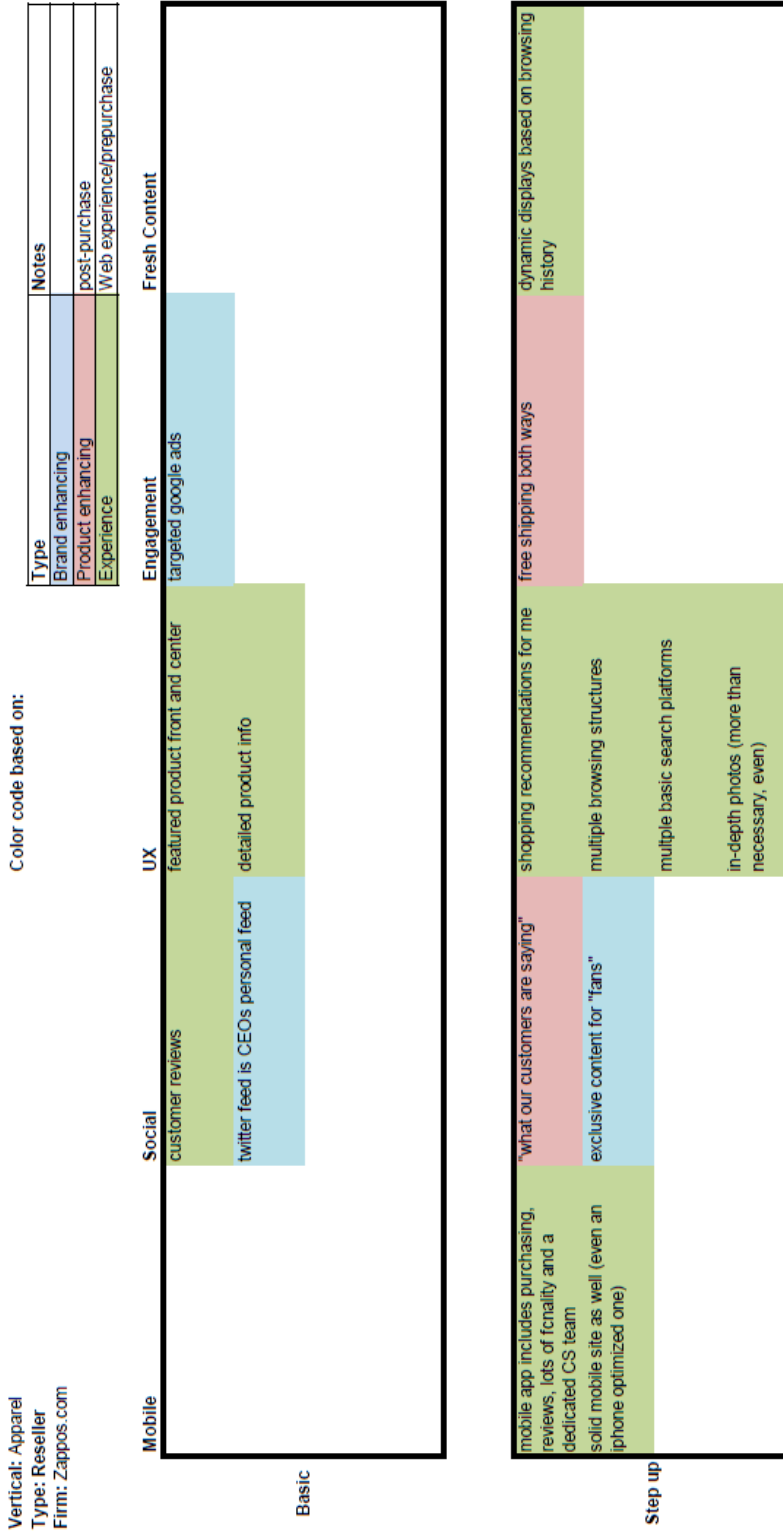 Vertical: Apparel
Type: Reseller
Firm: Zappos.com
Color code based on:
Type Notes
Brand enhancing
Product enhancing post-purchase
Experience Web experience/prepurchase
Mobile Social UX Engagement Fresh Content
Basic
customer reviews
twitter feed is CEOs personal feed
featured product front and center
detailed product info
targeted google ads
Step up
mobile app includes purchasing,
reviews, lots of fcnality and a
dedicated CS team
solid mobile site as well (even an
iphone optimized one)
"what our customers are saying"
exclusive content for "fans"
shopping recommendations for me
multiple browsing structures
multple basic search platforms
in-depth photos (more than
necessary, even)
free shipping both ways
dynamic displays based on browsing
history